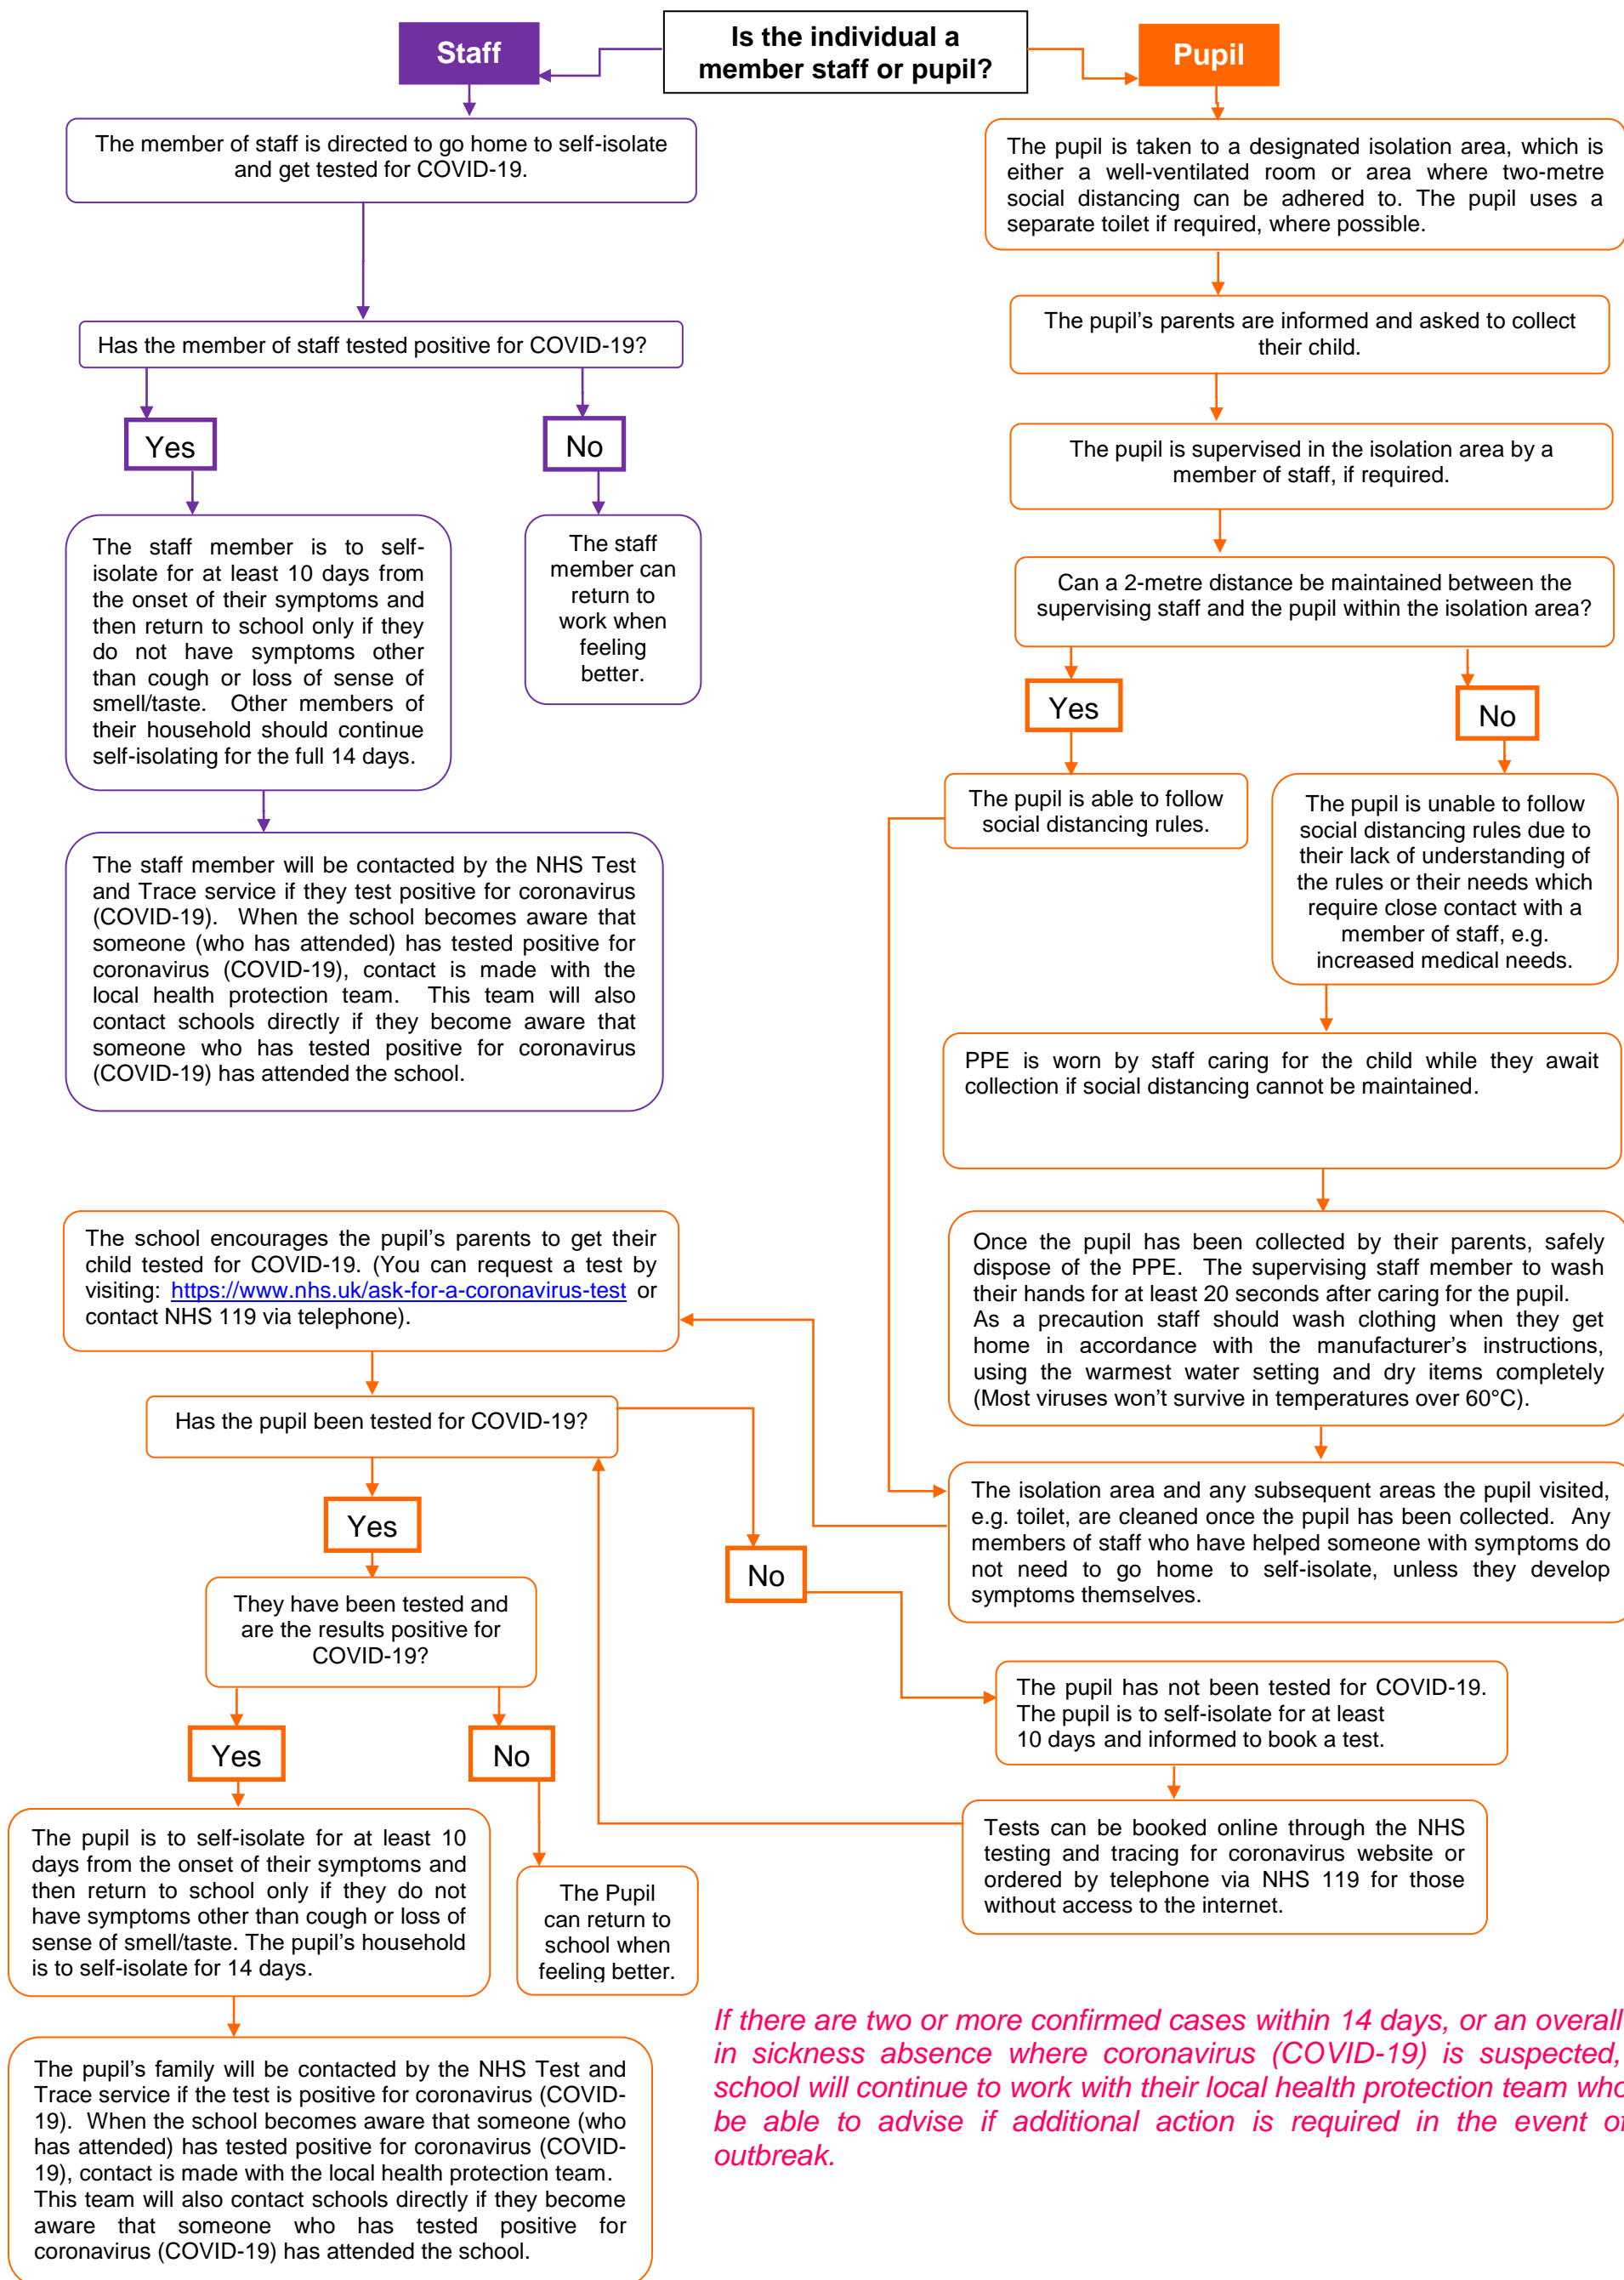 Is the individual a
member staff or pupil?
Staff
Pupil
The member of staff is directed to go home to self-isolate
and get tested for COVID-19.
Has the member of staff tested positive for COVID-19?
Yes
No
The staff member is to self-
isolate for at least 10 days from
the onset of their symptoms and
then return to school only if they
do not have symptoms other
than cough or loss of sense of
smell/taste. Other members of
their household should continue
self-isolating for the full 14 days.
The staff
member can
return to
work when
feeling
better.
The staff member will be contacted by the NHS Test
and Trace service if they test positive for coronavirus
(COVID-19). When the school becomes aware that
someone (who has attended) has tested positive for
coronavirus (COVID-19), contact is made with the
local health protection team. This team will also
contact schools directly if they become aware that
someone who has tested positive for coronavirus
(COVID-19) has attended the school.
The pupil is taken to a designated isolation area, which is
either a well-ventilated room or area where two-metre
social distancing can be adhered to. The pupil uses a
separate toilet if required, where possible.
The pupil's parents are informed and asked to collect
their child.
The pupil is supervised in the isolation area by a
member of staff, if required.
Can a 2-metre distance be maintained between the
supervising staff and the pupil within the isolation area?
Yes
No
The pupil is able to follow
social distancing rules.
The pupil is unable to follow
social distancing rules due to
their lack of understanding of
the rules or their needs which
require close contact with a
member of staff, e.g.
increased medical needs.
PPE is worn by staff caring for the child while they await
collection if social distancing cannot be maintained.
Once the pupil has been collected by their parents, safely
dispose of the PPE. The supervising staff member to wash
their hands for at least 20 seconds after caring for the pupil.
As a precaution staff should wash clothing when they get
home in accordance with the manufacturer's instructions,
using the warmest water setting and dry items completely
(Most viruses won't survive in temperatures over 60°C).
The isolation area and any subsequent areas the pupil visited,
e.g. toilet, are cleaned once the pupil has been collected. Any
members of staff who have helped someone with symptoms do
not need to go home to self-isolate, unless they develop
symptoms themselves.
The school encourages the pupil's parents to get their
child tested for COVID-19. (You can request a test by
visiting: https://www.nhs.uk/ask-for-a-coronavirus-test or
contact NHS 119 via telephone).
Has the pupil been tested for COVID-19?
Yes
No
They have been tested and
are the results positive for
COVID-19?
The pupil has not been tested for COVID-19.
The pupil is to self-isolate for at least
10 days and informed to book a test.
Tests can be booked online through the NHS
testing and tracing for coronavirus website or
ordered by telephone via NHS 119 for those
without access to the internet.
Yes
No
The pupil is to self-isolate for at least 10
days from the onset of their symptoms and
then return to school only if they do not
have symptoms other than cough or loss of
sense of smell/taste. The pupil's household
is to self-isolate for 14 days.
The Pupil
can return to
school when
feeling better.
The pupil's family will be contacted by the NHS Test and
Trace service if the test is positive for coronavirus (COVID-
19). When the school becomes aware that someone (who
has attended) has tested positive for coronavirus (COVID-
19), contact is made with the local health protection team.
This team will also contact schools directly if they become
aware that someone who has tested positive for
coronavirus (COVID-19) has attended the school.
If there are two or more confirmed cases within 14 days, or an overall
in sickness absence where coronavirus (COVID-19) is suspected,
school will continue to work with their local health protection team who
be able to advise if additional action is required in the event of
outbreak.